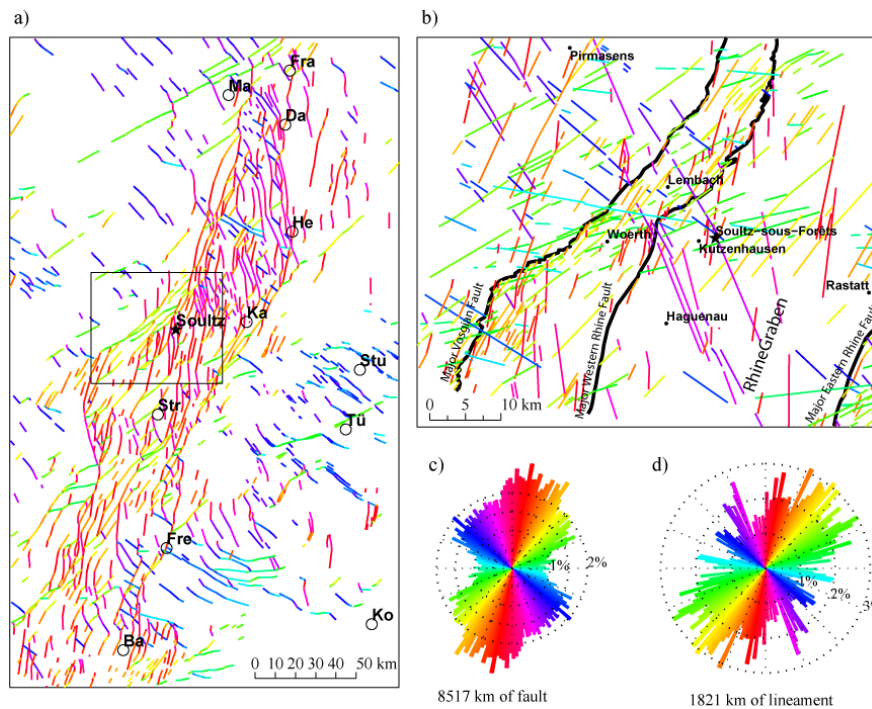 a)
Fra
Ma
Da
He
Soultz
Ka
Stu
Str
Tü
Fre
Ko
Ba
0 10 20 30 40 50 km
b)
Pirmasens
Lembach
Woerth
Soultz-sous-Forêts
Kutzenhausen
Rastatt
Haguenau
RhineGraben
Major Vosgian Fault
Major Western Rhine Fault
Major Eastern Rhine Fault
0 5 10 km
c)
1%
2%
8517 km of fault
d)
1%
2%
3%
1821 km of lineament